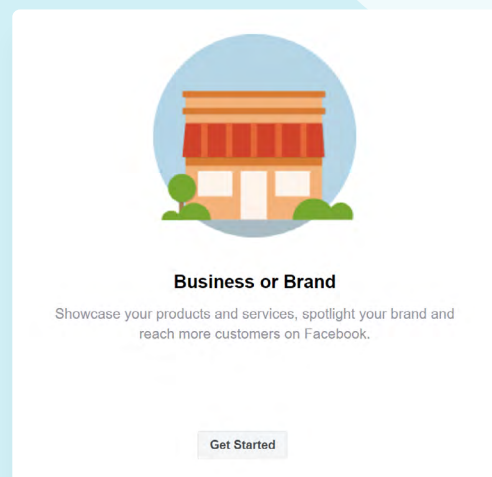 Business or Brand
Showcase your products and services, spotlight your brand and
reach more customers on Facebook.
Get Started